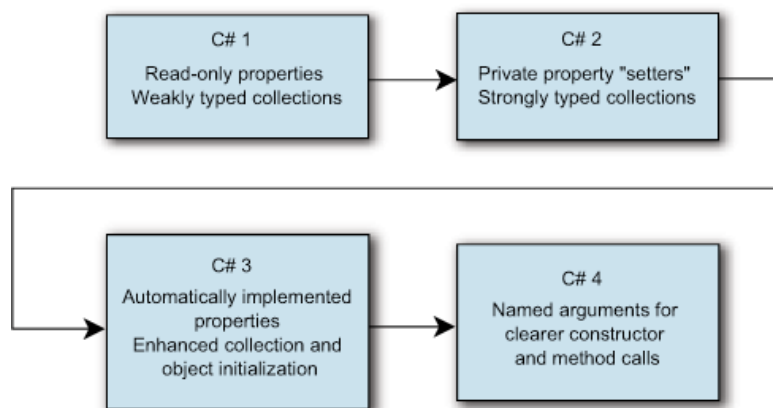 C# 1
Read-only properties
Weakly typed collections
C# 2
Private property "setters"
Strongly typed collections
C# 3
Automatically implemented
properties
Enhanced collection and
object initialization
C# 4
Named arguments for
clearer constructor
and method calls